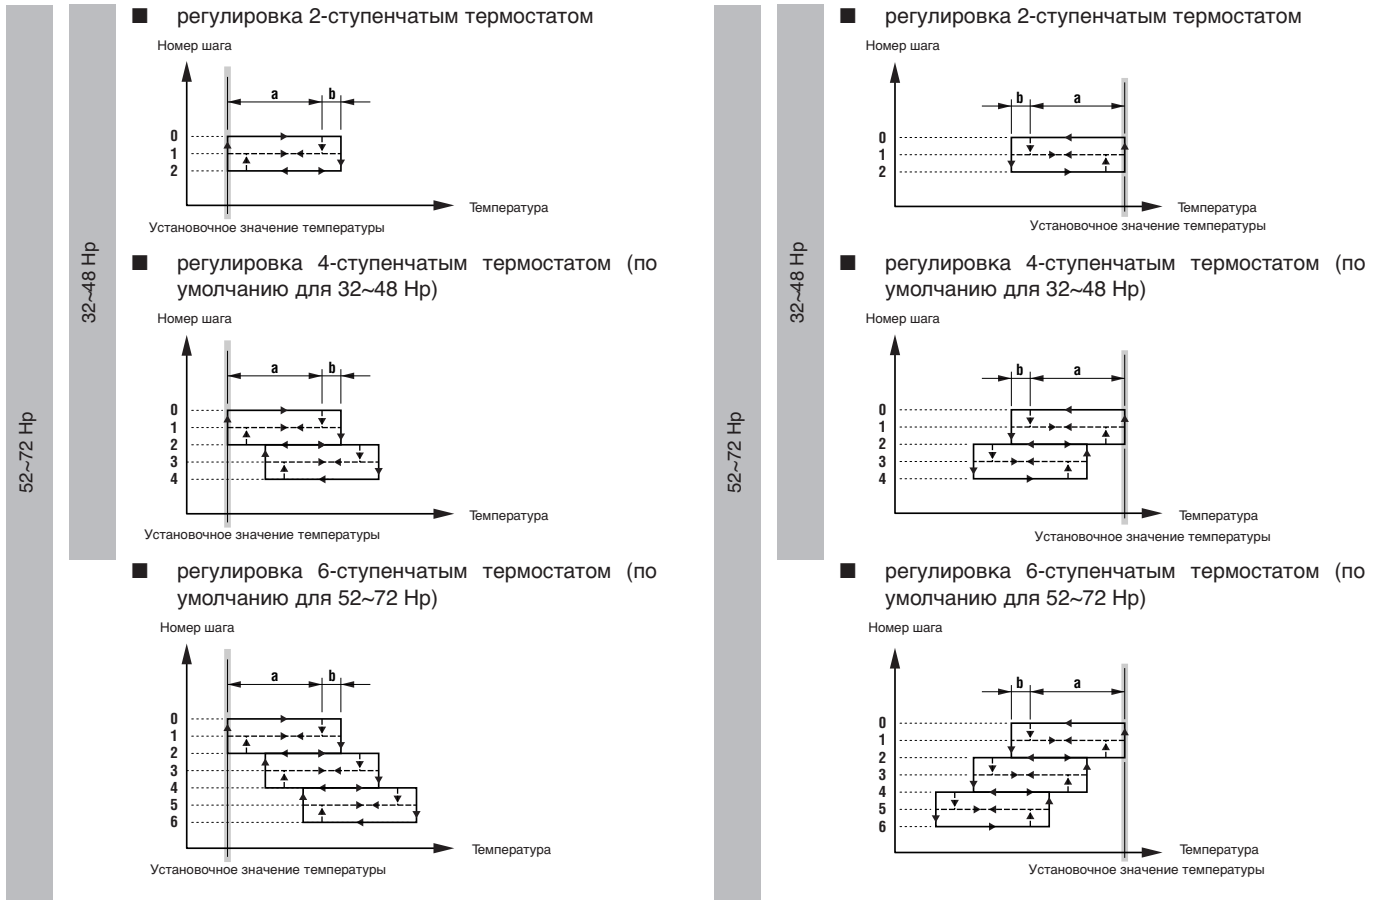 52~72 Hp
32~48 Hp
■ регулировка 2-ступенчатым термостатом
Номер шага
a b
0
1
2
Температура
Установочное значение температуры
■ регулировка 4-ступенчатым термостатом (по
умолчанию для 32~48 Hp)
Номер шага
a b
0
1
2
3
4
Температура
Установочное значение температуры
■ регулировка 6-ступенчатым термостатом (по
умолчанию для 52~72 Hp)
Номер шага
a b
0
1
2
3
4
5
6
Температура
Установочное значение температуры
52~72 Hp
32~48 Hp
■ регулировка 2-ступенчатым термостатом
Номер шага
b a
0
1
2
Температура
Установочное значение температуры
■ регулировка 4-ступенчатым термостатом (по
умолчанию для 32~48 Hp)
Номер шага
b a
0
1
2
3
4
Температура
Установочное значение температуры
■ регулировка 6-ступенчатым термостатом (по
умолчанию для 52~72 Hp)
Номер шага
b a
0
1
2
3
4
5
6
Температура
Установочное значение температуры